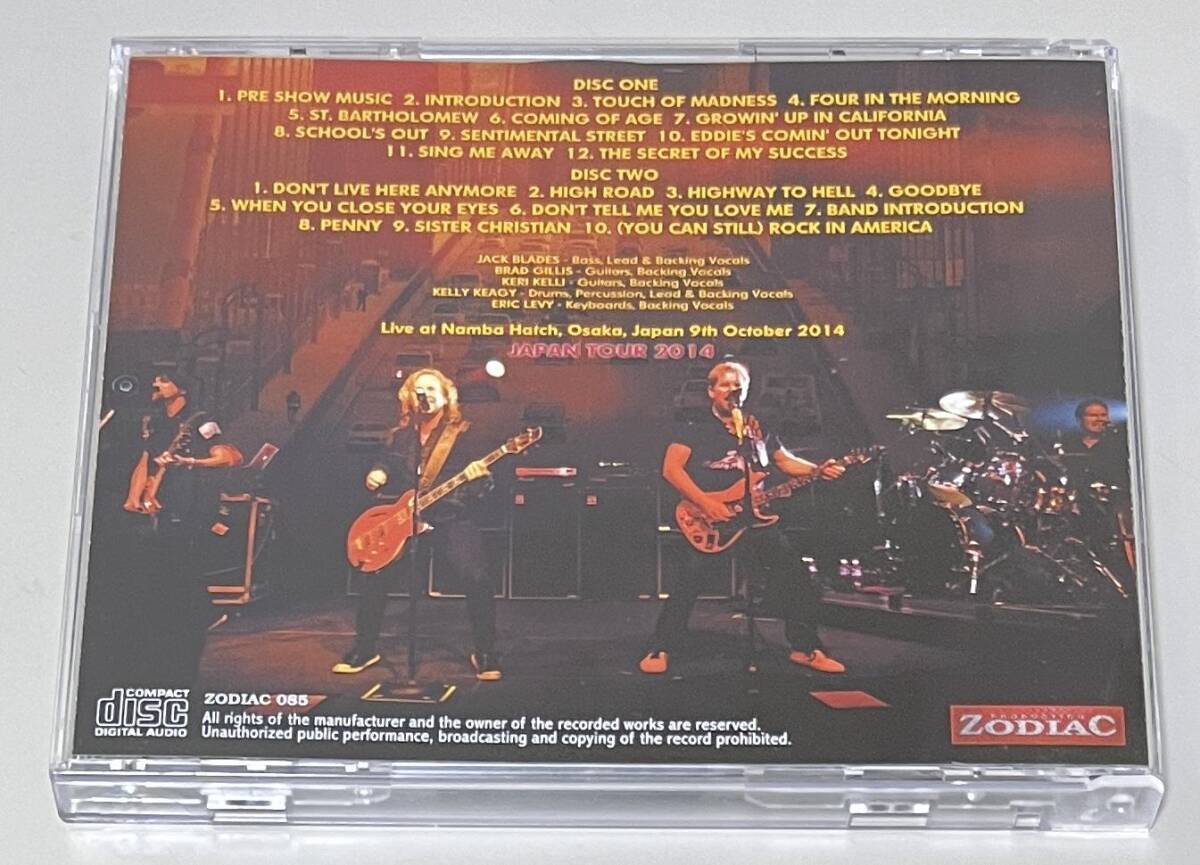 DISC ONE
1. PRE SHOW MUSIC 2. INTRODUCTION 3. TOUCH OF MADNESS 4. FOUR IN THE MORNING
5. ST. BARTHOLOMEW 6. COMING OF AGE 7. GROWIN' UP IN CALIFORNIA
8. SCHOOL'S OUT 9. SENTIMENTAL STREET 10. EDDIE'S COMIN' OUT TONIGHT
11. SING ME AWAY 12. THE SECRET OF MY SUCCESS
DISC TWO
1. DON'T LIVE HERE ANYMORE 2. HIGH ROAD 3. HIGHWAY TO HELL 4. GOODBYE
5. WHEN YOU CLOSE YOUR EYES 6. DON'T TELL ME YOU LOVE ME 7. BAND INTRODUCTION
8. PENNY 9. SISTER CHRISTIAN 10. (YOU CAN STILL) ROCK IN AMERICA
JACK BLADES - Bass, Lead & Backing Vocals
BRAD GILLIS - Guitars, Backing Vocals
KERI KELLI - Guitars, Backing Vocals
KELLY KEAGY - Drums, Percussion, Lead & Backing Vocals
ERIC LEVY - Keyboards, Backing Vocals
Live at Namba Hatch, Osaka, Japan 9th October 2014
JAPAN TOUR 2014
COMPACT
disc
DIGITAL AUDIO
ZODIAC 085
All rights of the manufacturer and the owner of the recorded works are reserved.
Unauthorized public performance, broadcasting and copying of the record prohibited.
ZODIAC